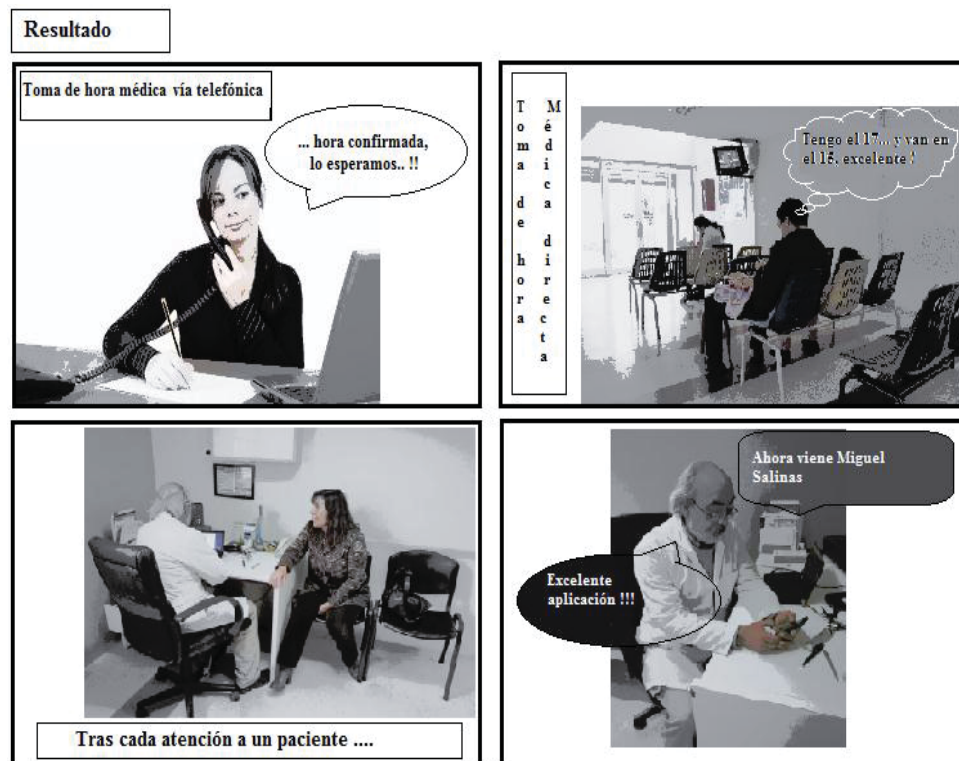 Resultado
Toma de hora médica vía telefónica
... hora confirmada,
lo esperamos.. !!
Toma de hora
Médica directa
Tengo el 17... y van en
el 15, excelente !
Tras cada atención a un paciente ....
Ahora viene Miguel
Salinas
Excelente
aplicación !!!